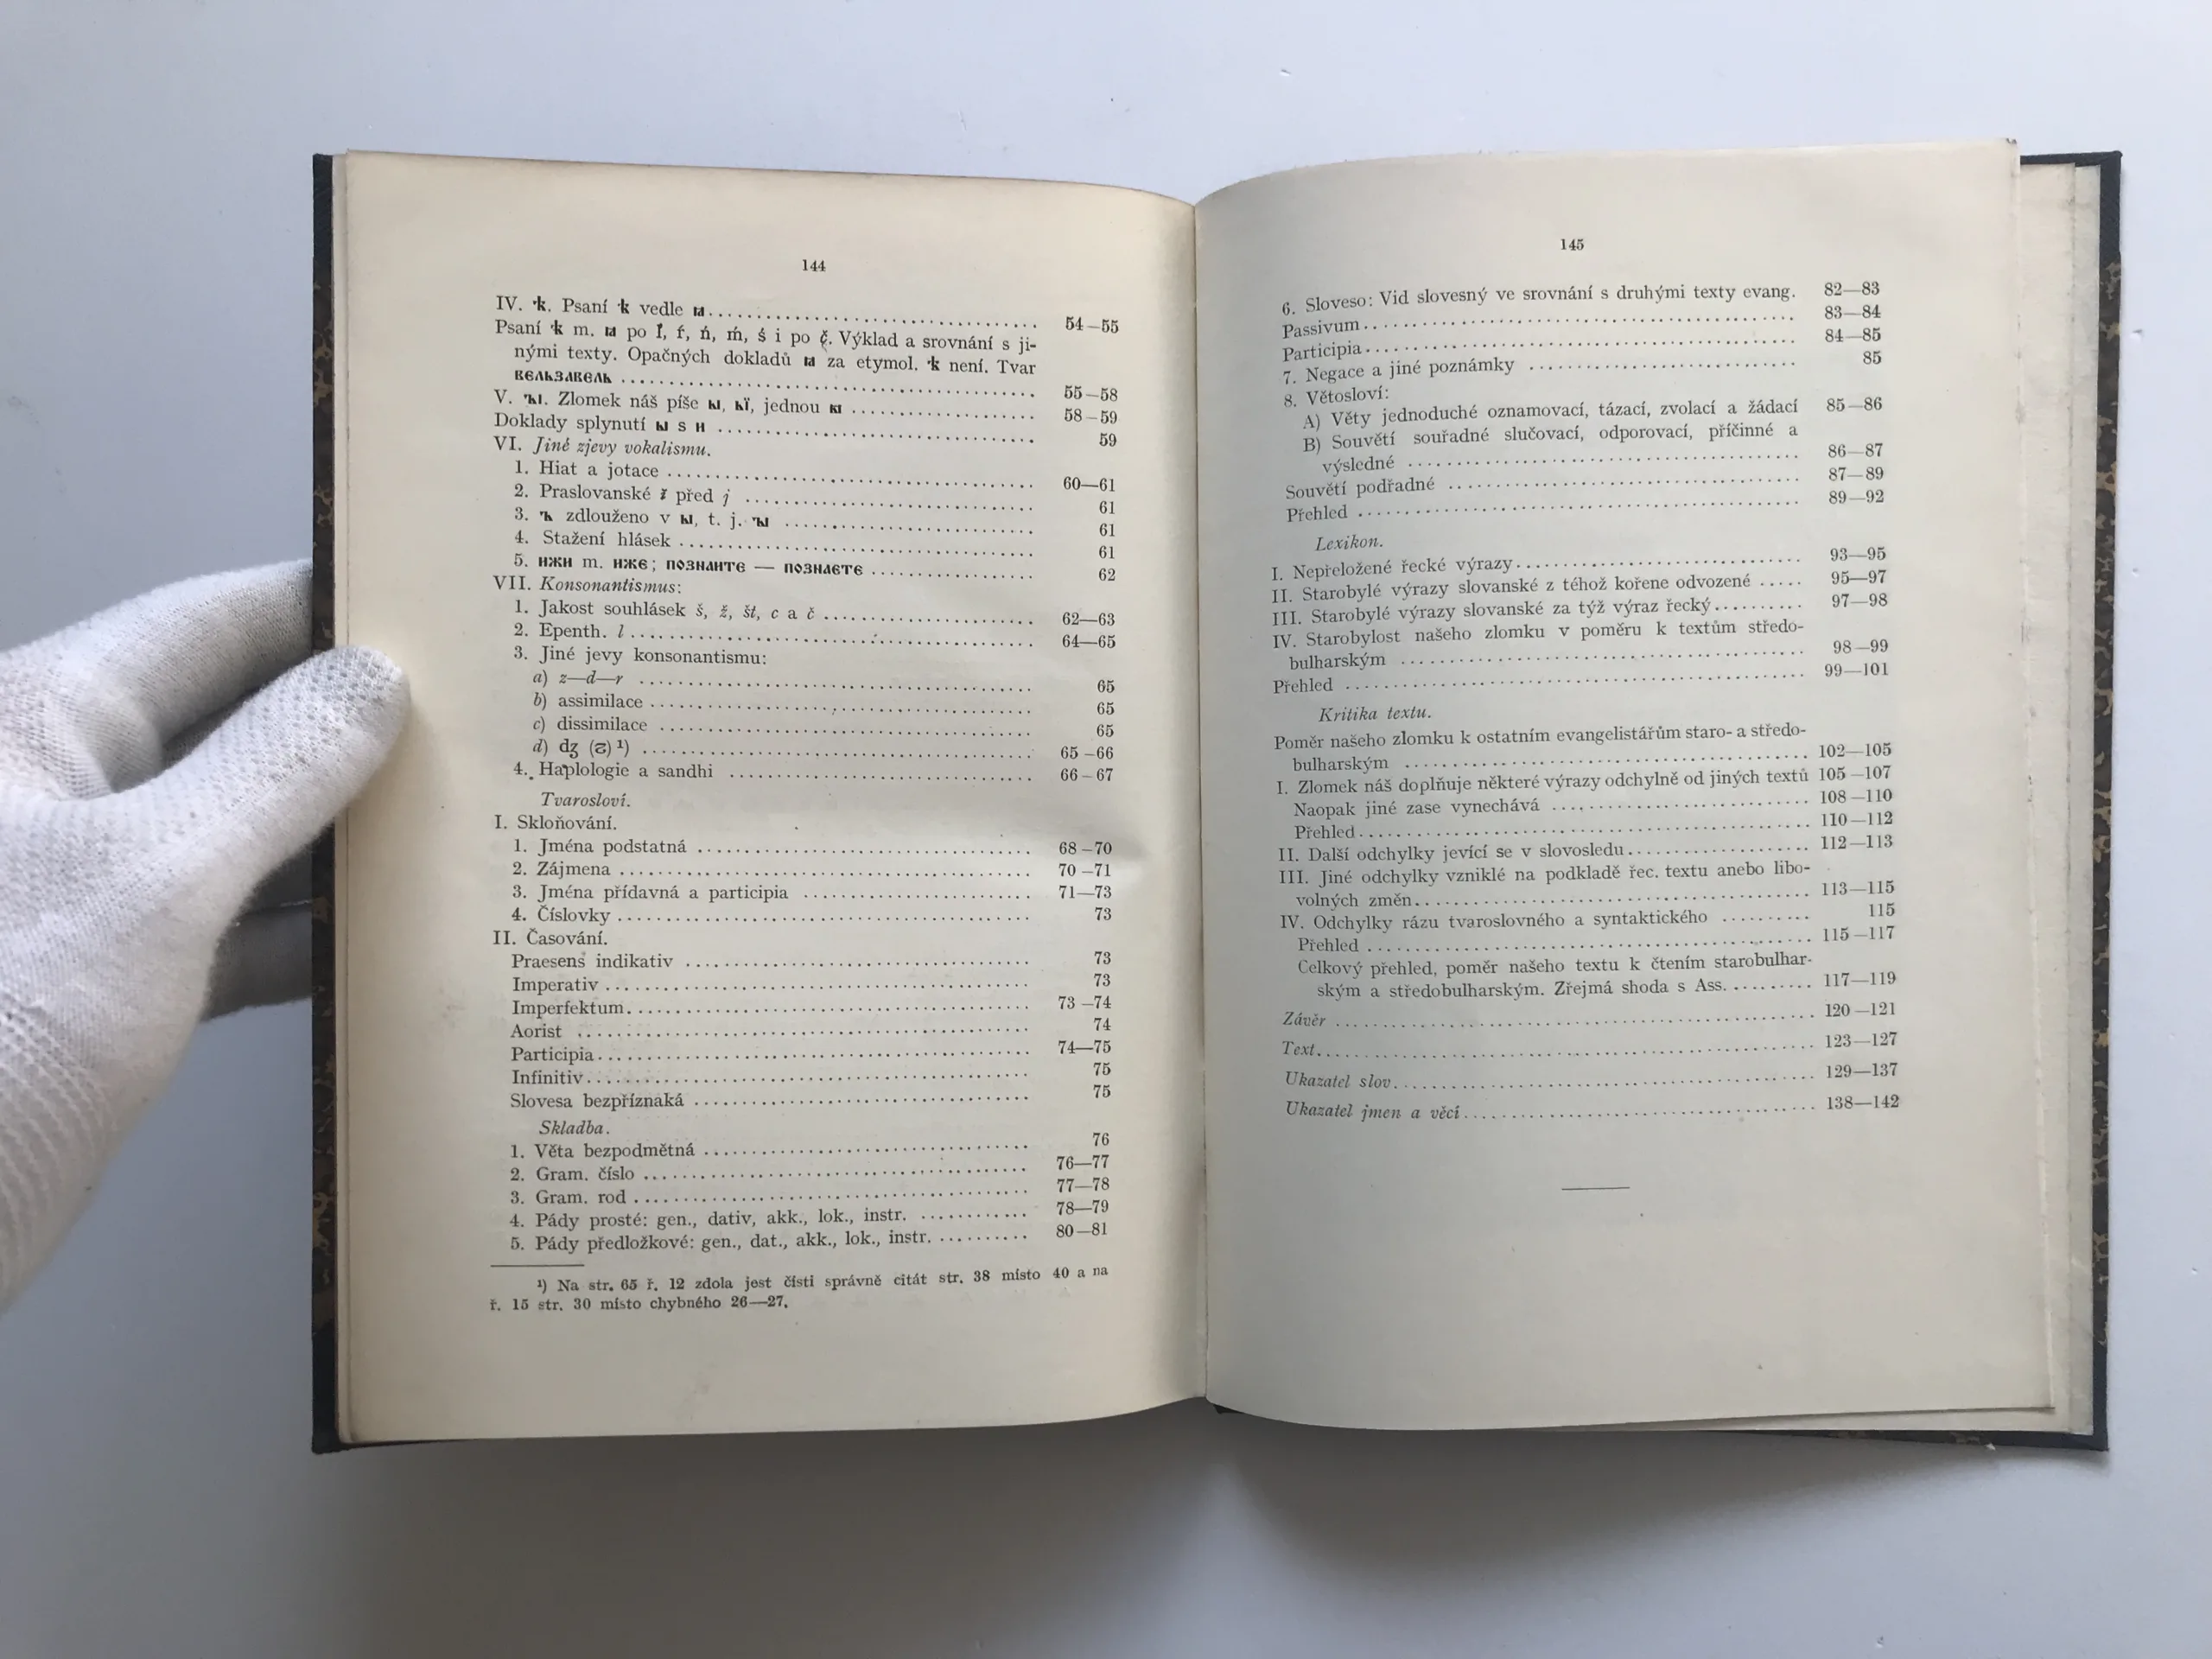 144
IV. ѣ. Psaní ѣ vedle ꙗ ........ 54–55
Psaní ѣ m. ꙗ po ľ, ŕ, ń, ḿ, ś i po č. Výklad a srovnání s ji-
nými texty. Opačných dokladů ꙗ za etymol. ѣ není. Tvar
вельзавель ........ 55–58
V. ꙑ. Zlomek náš píše ы, ьї, jednou ........ 58–59
Doklady splynutí ы s и ........ 59
VI. Jiné zjevy vokalismu.
1. Hiat a jotace ........ 60—61
2. Praslovanské před j ........ 61
3. ъ zdlouženo v ы, t. j. ꙑ ........ 61
4. Stažení hlásek ........ 61
5. ижи m. иже; познаите — познаете ........ 62
VII. Konsonantismus:
1. Jakost souhlásek š, ž, št, c a č ........ 62—63
2. Epenth. l ........ 64—65
3. Jiné jevy konsonantismu:
a) z—d—r ........ 65
b) assimilace ........ 65
c) dissimilace ........ 65
d) dʒ (ƨ) ¹) ........ 65–66
4. Haplologie a sandhi ........ 66–67
Tvarosloví.
I. Skloňování.
1. Jména podstatná ........ 68–70
2. Zájmena ........ 70–71
3. Jména přídavná a participia ........ 71—73
4. Číslovky ........ 73
II. Časování.
Praesens indikativ ........ 73
Imperativ ........ 73
Imperfektum ........ 73–74
Aorist ........ 74
Participia ........ 74—75
Infinitiv ........ 75
Slovesa bezpříznaká ........ 75
Skladba.
1. Věta bezpodmětná ........ 76
2. Gram. číslo ........ 76—77
3. Gram. rod ........ 77—78
4. Pády prosté: gen., dativ, akk., lok., instr. ........ 78—79
5. Pády předložkové: gen., dat., akk., lok., instr. ........ 80—81
¹) Na str. 65 ř. 12 zdola jest čísti správně citát str. 38 místo 40 a na
ř. 15 str. 30 místo chybného 26—27.
145
6. Sloveso: Vid slovesný ve srovnání s druhými texty evang. 82—83
Passivum ........ 83—84
Participia ........ 84—85
7. Negace a jiné poznámky ........ 85
8. Větosloví:
A) Věty jednoduché oznamovací, tázací, zvolací a žádací 85—86
B) Souvětí souřadné slučovací, odporovací, příčinné a
výsledné ........ 86—87
Souvětí podřadné ........ 87—89
Přehled ........ 89—92
Lexikon.
I. Nepřeložené řecké výrazy ........ 93—95
II. Starobylé výrazy slovanské z téhož kořene odvozené ..... 95—97
III. Starobylé výrazy slovanské za týž výraz řecký ........ 97—98
IV. Starobylost našeho zlomku v poměru k textům středo-
bulharským ........ 98—99
Přehled ........ 99—101
Kritika textu.
Poměr našeho zlomku k ostatním evangelistářům staro- a středo-
bulharským ........ 102—105
I. Zlomek náš doplňuje některé výrazy odchylně od jiných textů 105—107
Naopak jiné zase vynechává ........ 108—110
Přehled ........ 110—112
II. Další odchylky jevící se v slovosledu ........ 112—113
III. Jiné odchylky vzniklé na podkladě řec. textu anebo libo-
volných změn ........ 113—115
IV. Odchylky rázu tvaroslovného a syntaktického ........ 115
Přehled ........ 115—117
Celkový přehled, poměr našeho textu k čtením starobulhar-
ským a středobulharským. Zřejmá shoda s Ass. ........ 117—119
Závěr ........ 120—121
Text ........ 123—127
Ukazatel slov ........ 129—137
Ukazatel jmen a věcí ........ 138—142